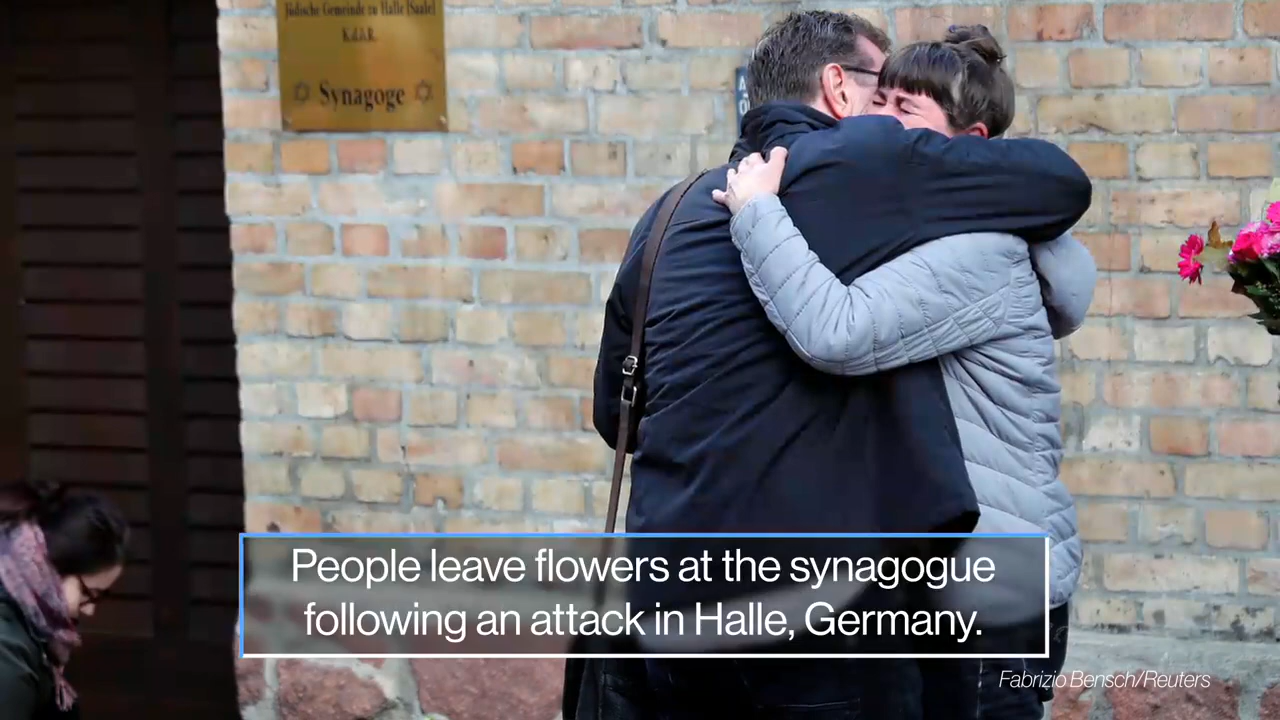 Jüdische Gemeinde zu Halle (Saale)
K.d.ö.R.
Synagoge
People leave flowers at the synagogue
following an attack in Halle, Germany.
Fabrizio Bensch/Reuters